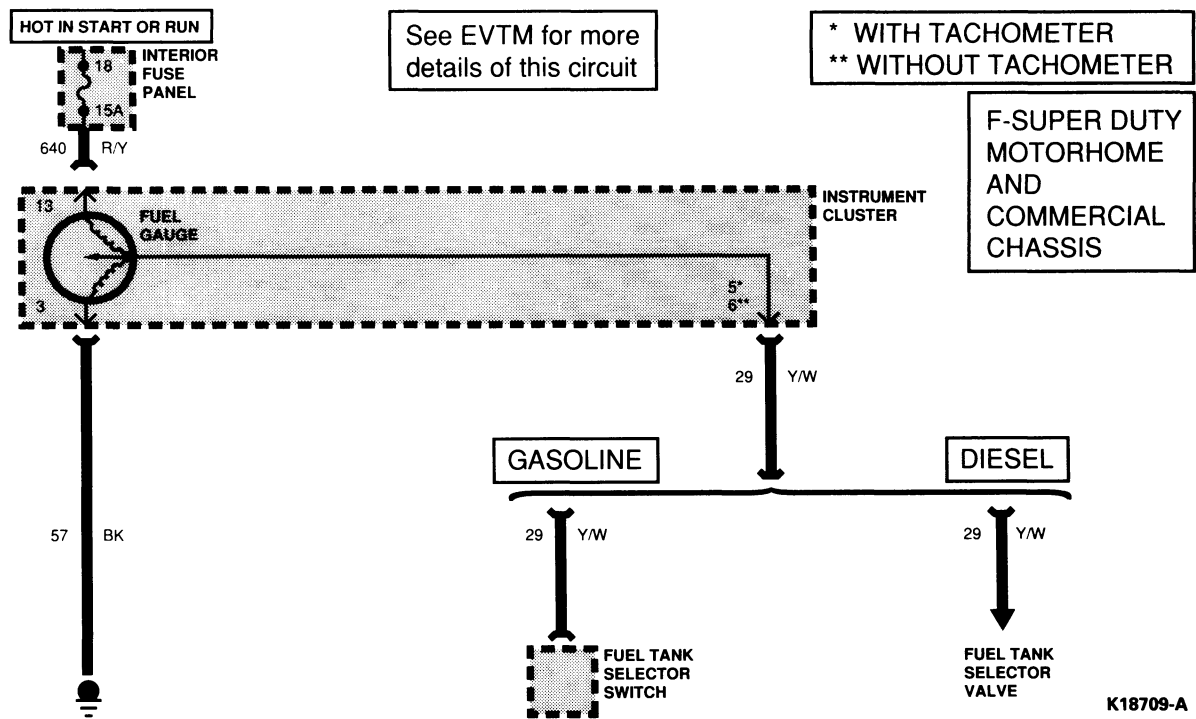 HOT IN START OR RUN
18
15A
INTERIOR
FUSE
PANEL
640 R/Y
See EVTM for more
details of this circuit
* WITH TACHOMETER
** WITHOUT TACHOMETER
F-SUPER DUTY
MOTORHOME
AND
COMMERCIAL
CHASSIS
INSTRUMENT
CLUSTER
13
FUEL
GAUGE
3
5*
6**
29 Y/W
GASOLINE
DIESEL
57 BK
29 Y/W
29 Y/W
FUEL TANK
SELECTOR
SWITCH
FUEL TANK
SELECTOR
VALVE
K18709-A